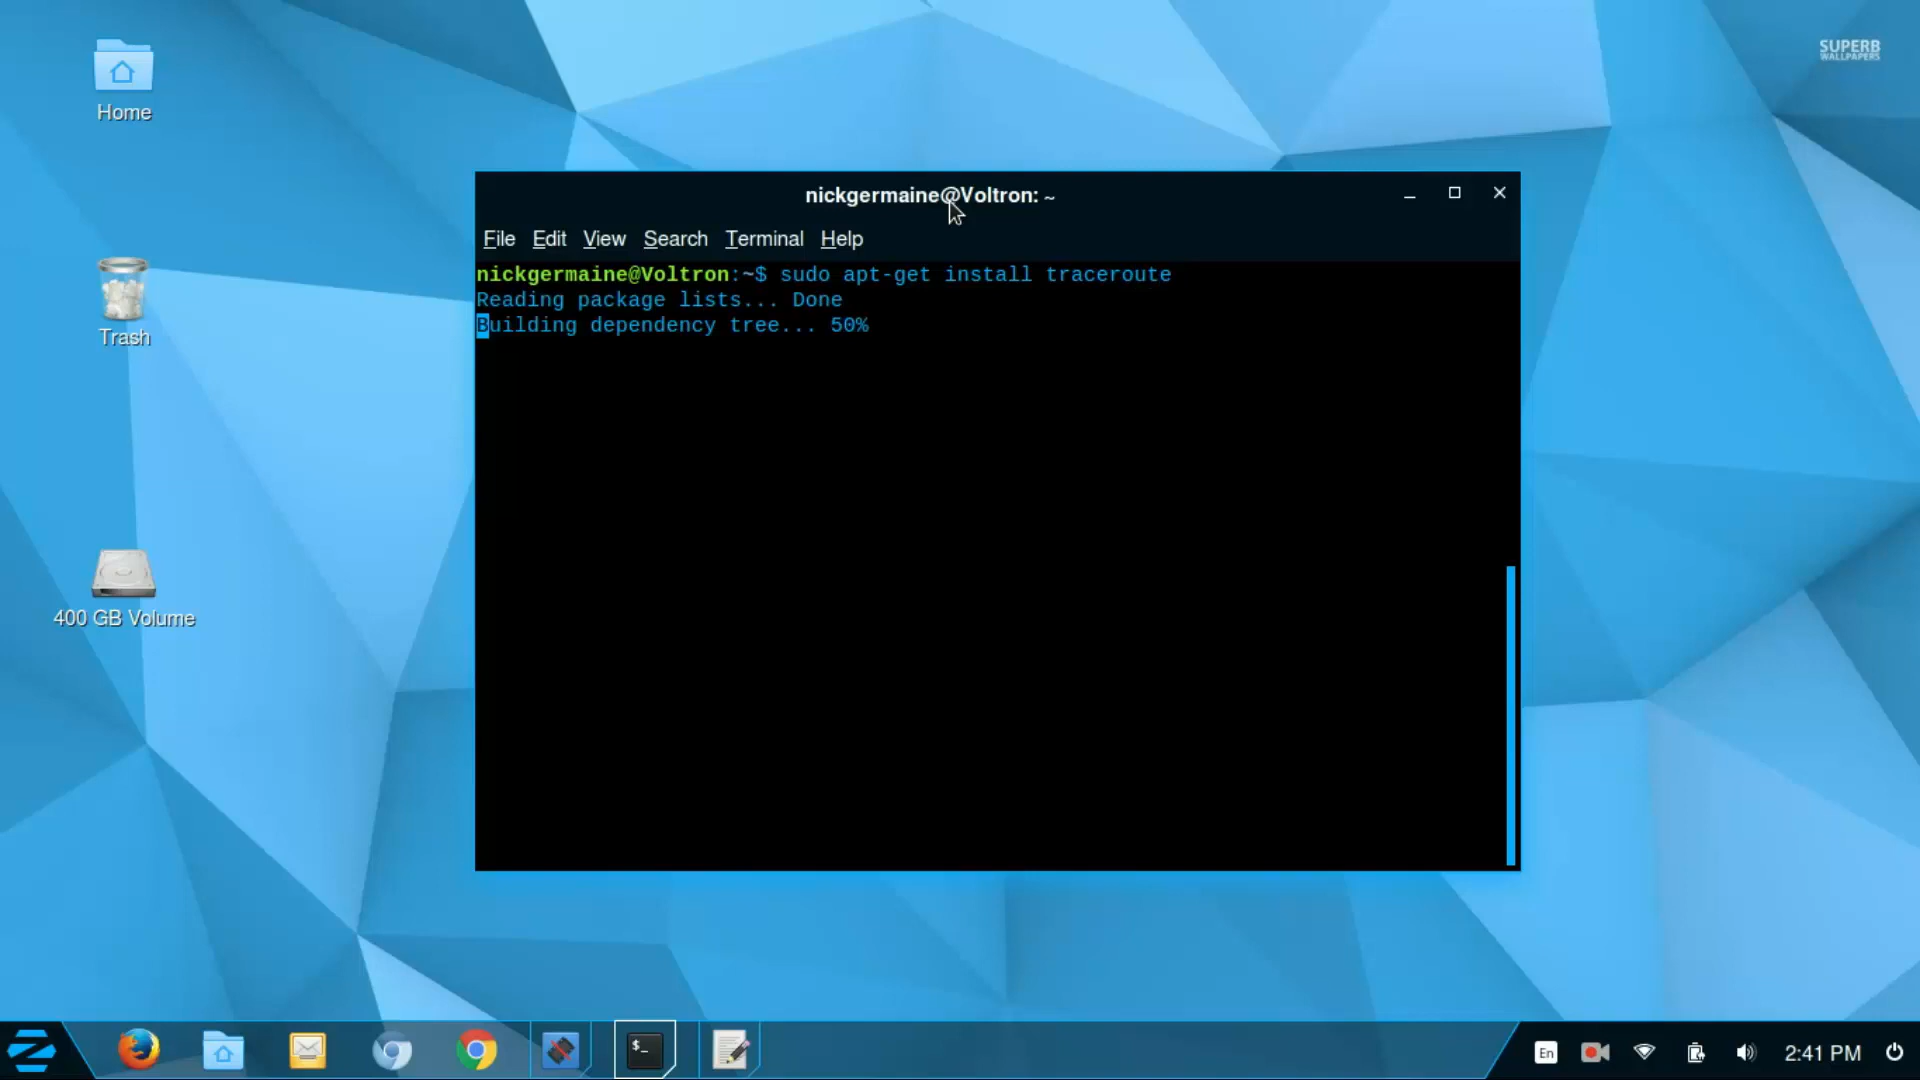 SUPERB
WALLPAPERS
Home
Trash
400 GB Volume
nickgermaine@Voltron: ~
File Edit View Search Terminal Help
nickgermaine@Voltron:~$ sudo apt-get install traceroute
Reading package lists... Done
Building dependency tree... 50%
$_
En
2:41 PM